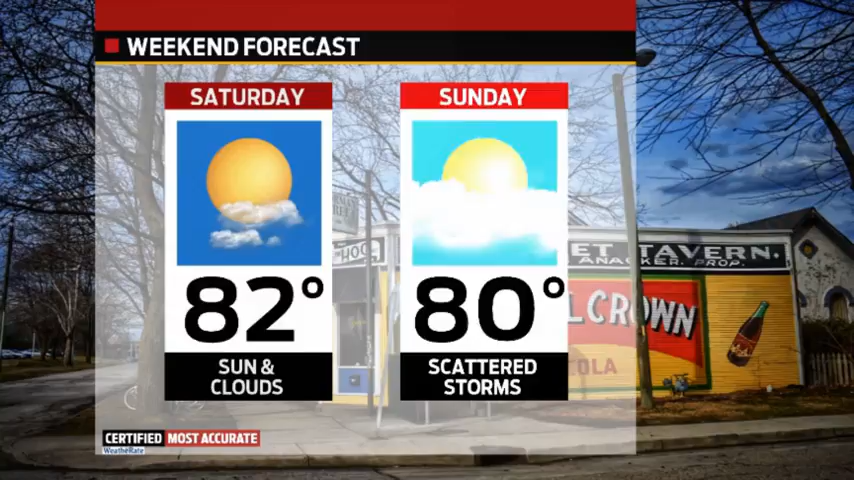 WEEKEND FORECAST
SATURDAY
82°
SUN &
CLOUDS
SUNDAY
80°
SCATTERED
STORMS
ET TAVERN.
ANACKER. PROP.
L CROWN
COLA
CERTIFIED MOST ACCURATE
WeatheRate